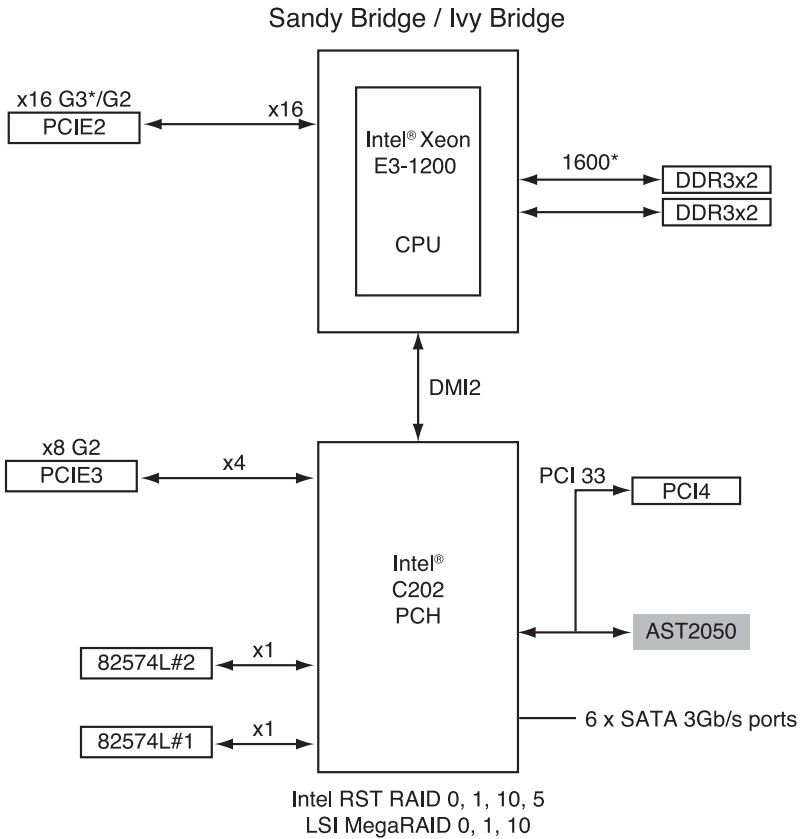 Sandy Bridge / Ivy Bridge
x16 G3*/G2
PCIE2
x16
Intel® Xeon
E3-1200
CPU
1600*
DDR3x2
DDR3x2
DMI2
x8 G2
PCIE3
x4
PCI 33
PCI4
Intel®
C202
PCH
AST2050
82574L#2
x1
6 x SATA 3Gb/s ports
82574L#1
x1
Intel RST RAID 0, 1, 10, 5
LSI MegaRAID 0, 1, 10